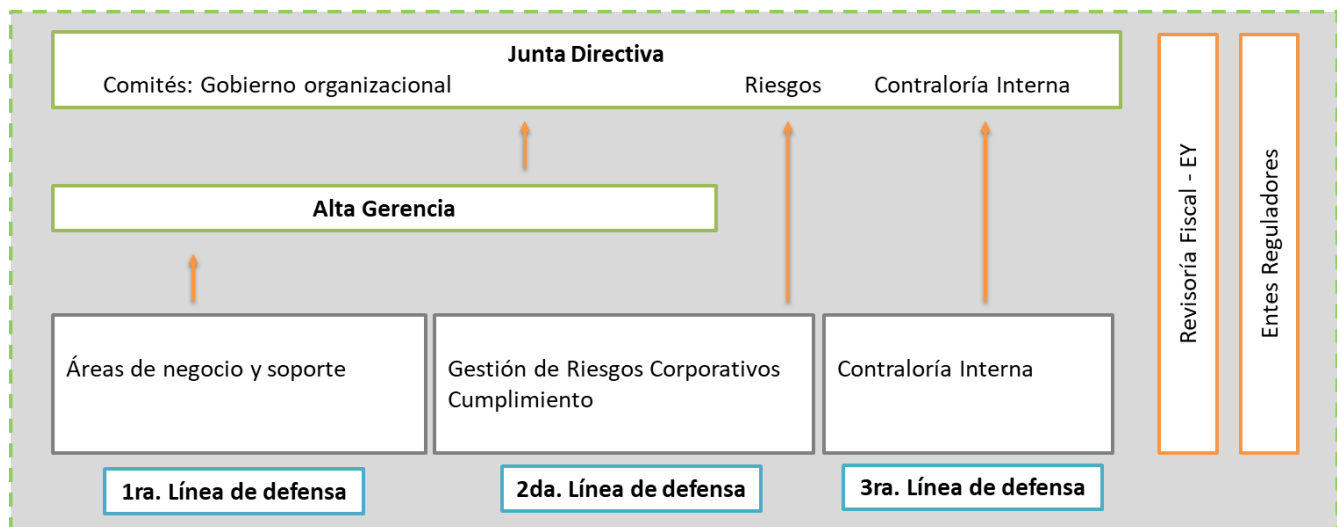 Junta Directiva
Comités: Gobierno organizacional Riesgos Contraloría Interna
Alta Gerencia
Áreas de negocio y soporte
Gestión de Riesgos Corporativos
Cumplimiento
Contraloría Interna
1ra. Línea de defensa
2da. Línea de defensa
3ra. Línea de defensa
Revisoría Fiscal - EY
Entes Reguladores